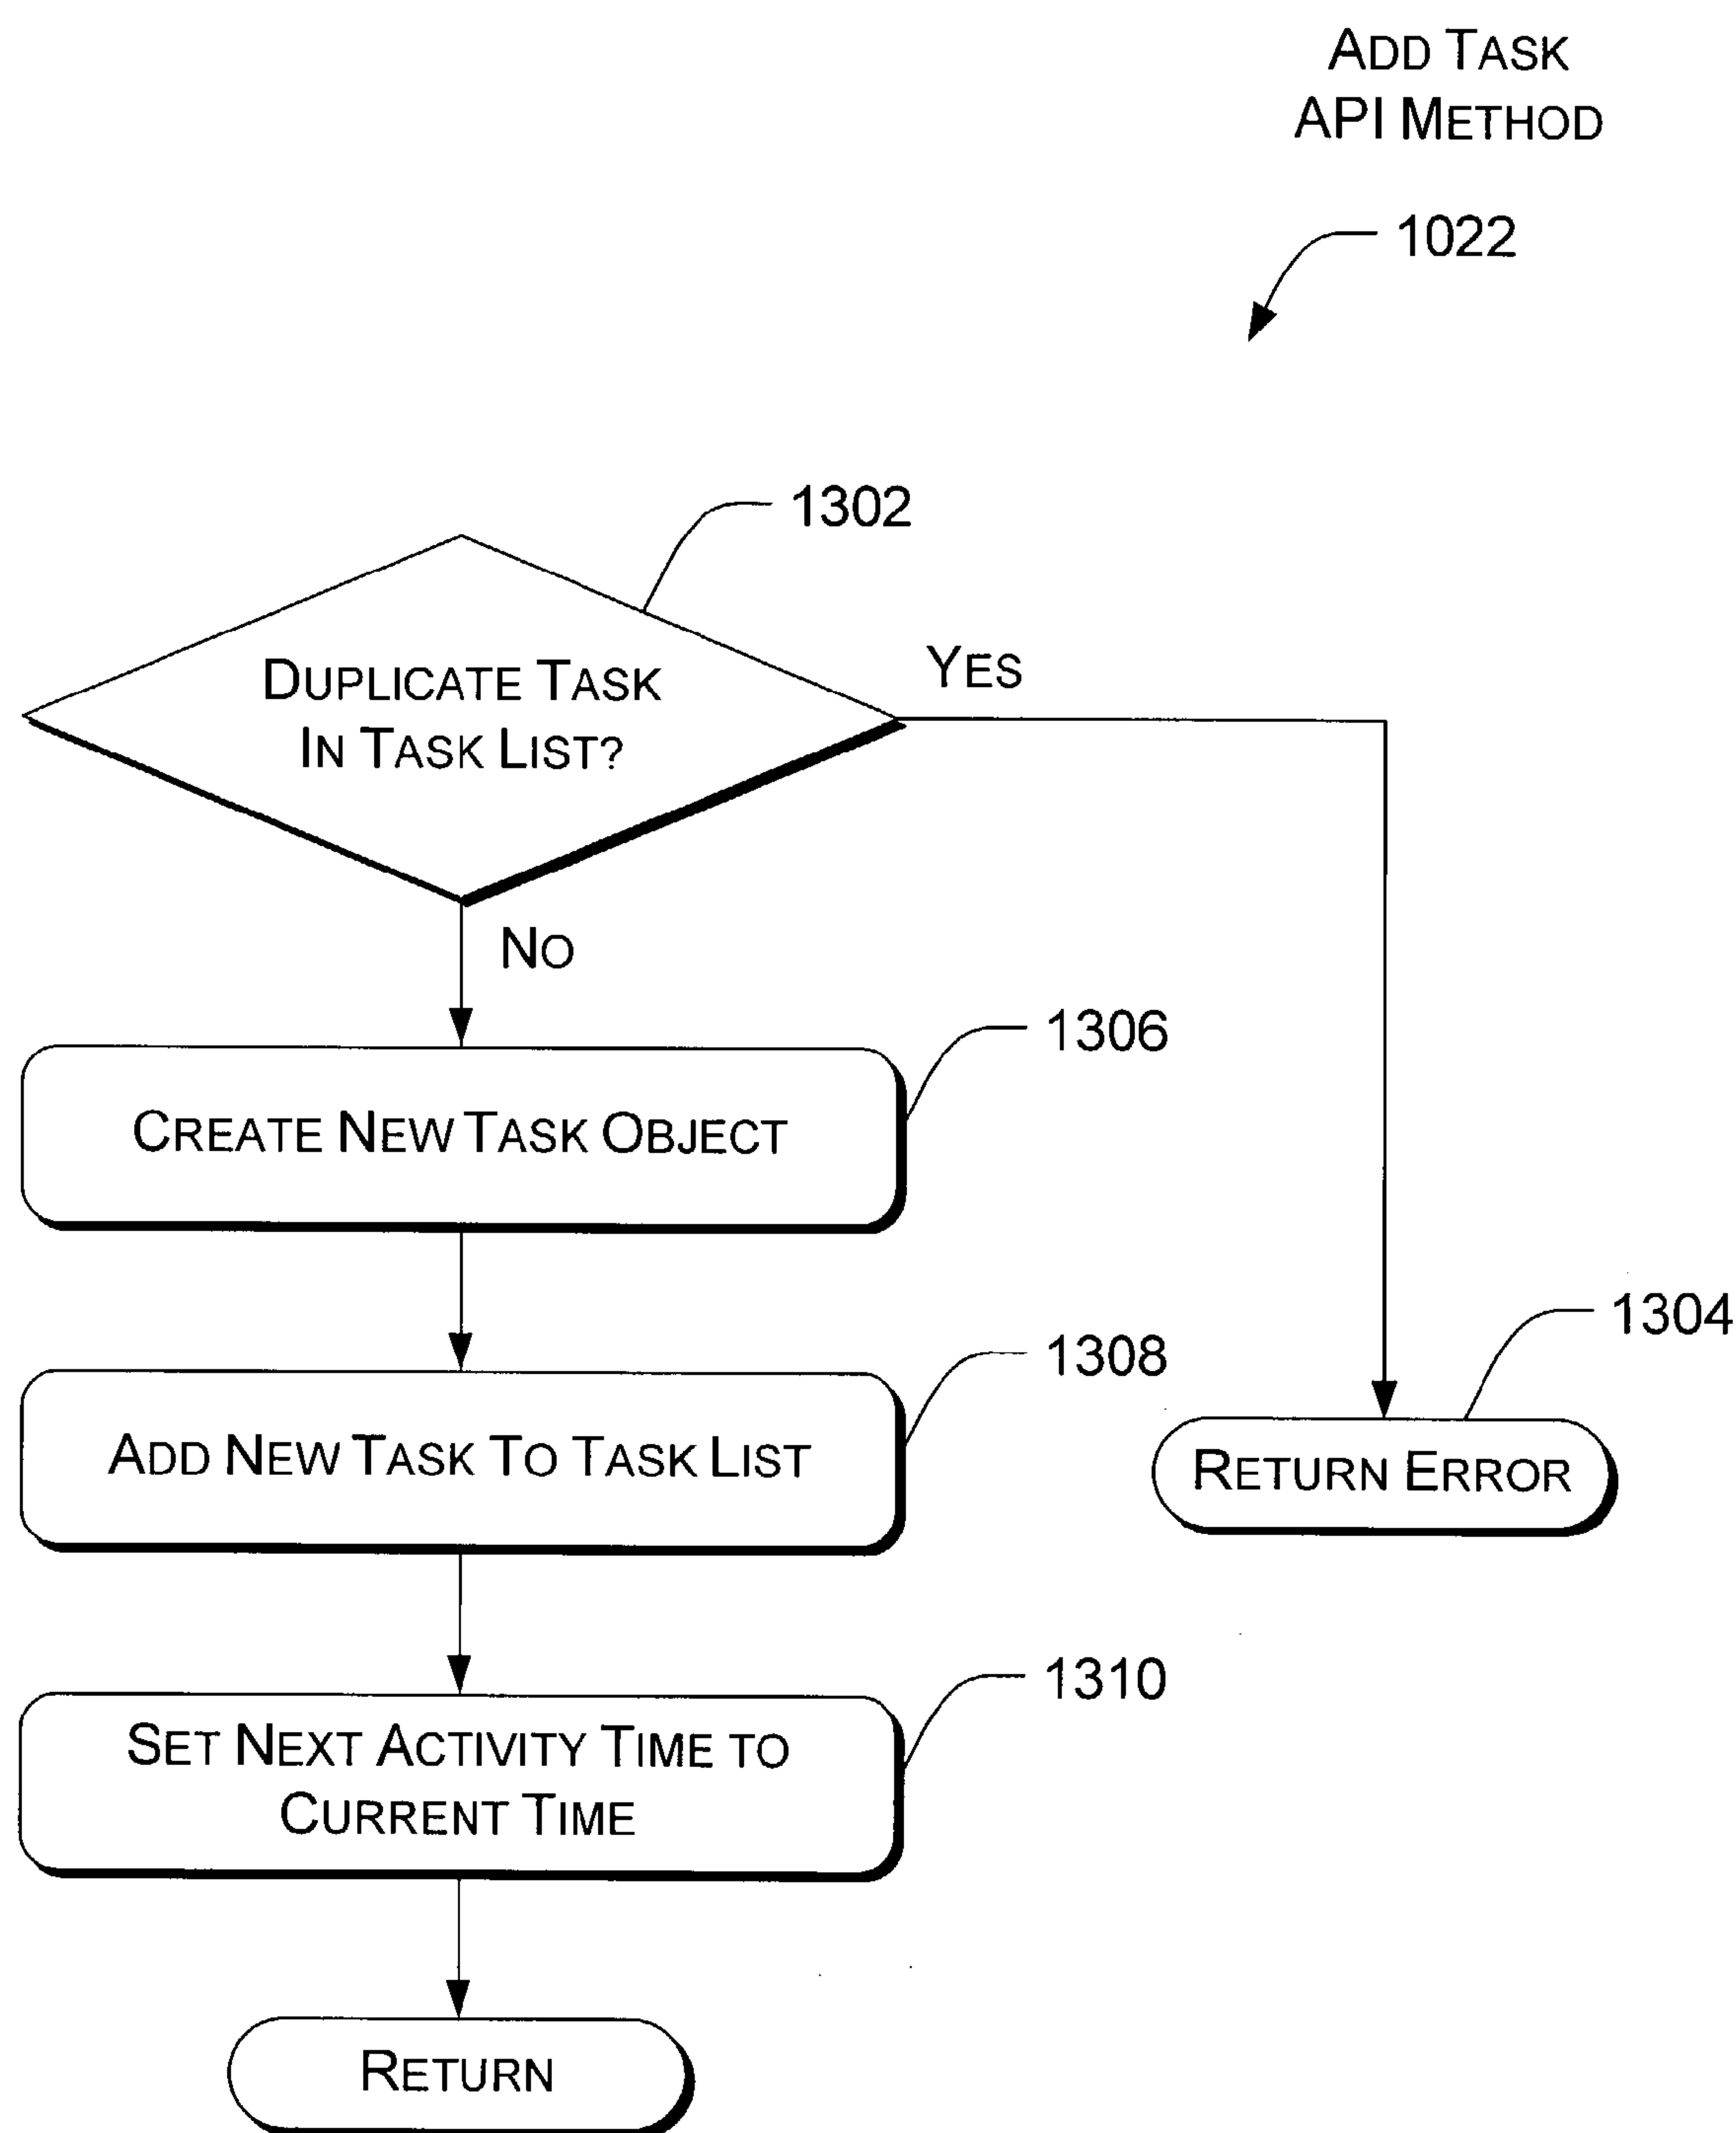 ADD TASK
API METHOD
1022
1302
DUPLICATE TASK
IN TASK LIST?
YES
NO
1306
CREATE NEW TASK OBJECT
1304
1308
ADD NEW TASK TO TASK LIST
RETURN ERROR
1310
SET NEXT ACTIVITY TIME TO
CURRENT TIME
RETURN